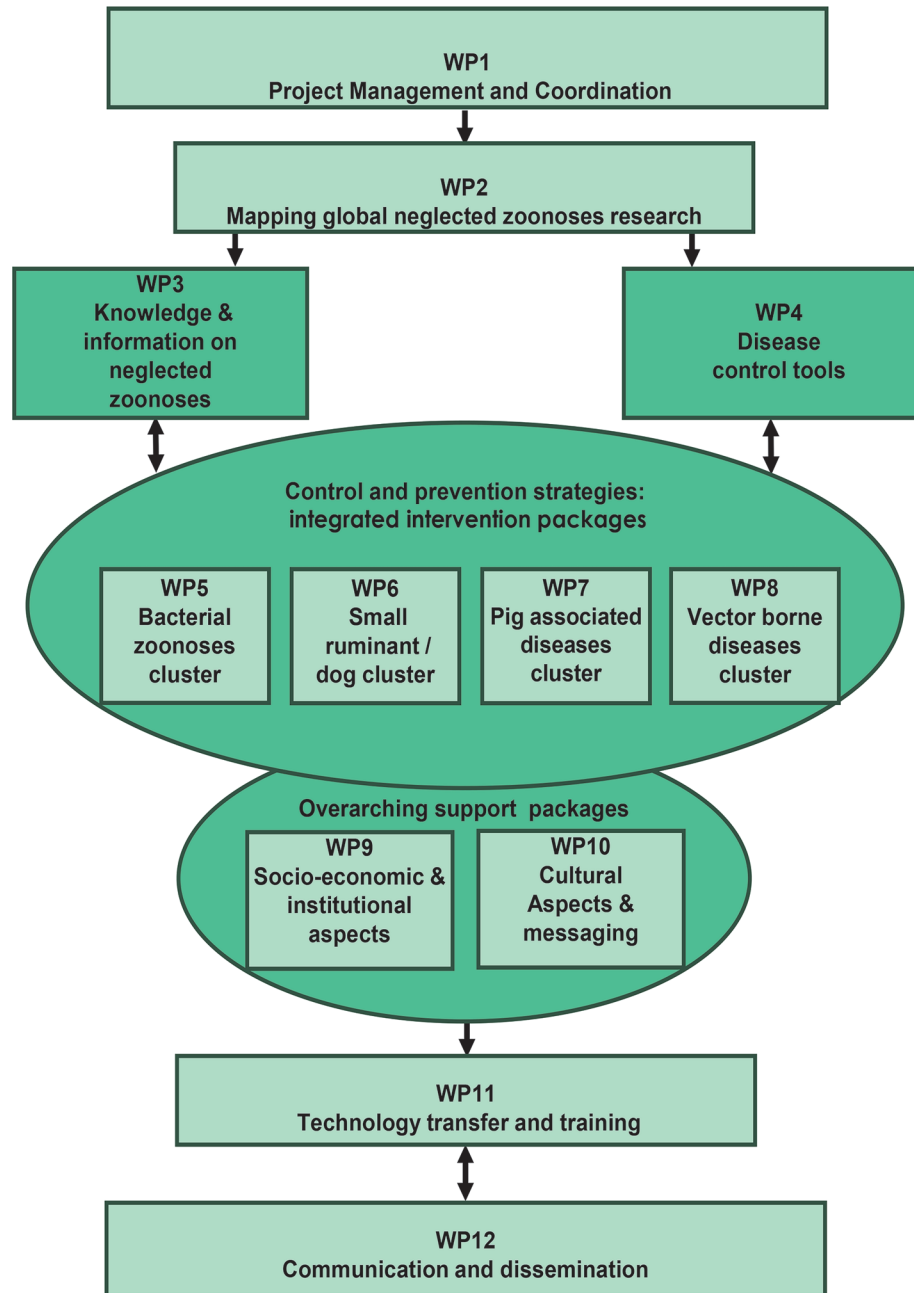 WP1
Project Management and Coordination
WP2
Mapping global neglected zoonoses research
WP3
Knowledge &
information on
neglected
zoonoses
WP4
Disease
control tools
Control and prevention strategies:
integrated intervention packages
WP5
Bacterial
zoonoses
cluster
WP6
Small
ruminant /
dog cluster
WP7
Pig associated
diseases
cluster
WP8
Vector borne
diseases
cluster
Overarching support packages
WP9
Socio-economic &
institutional
aspects
WP10
Cultural
Aspects &
messaging
WP11
Technology transfer and training
WP12
Communication and dissemination